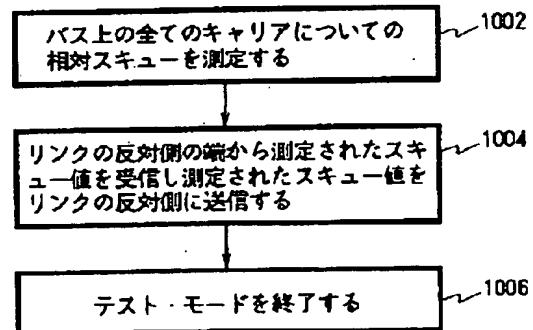 バス上の全てのキャリアについての
相対スキューを測定する
1002
リンクの反対側の端から測定されたスキ
ュー値を受信し測定されたスキュー値を
リンクの反対側に送信する
1004
テスト・モードを終了する
1006